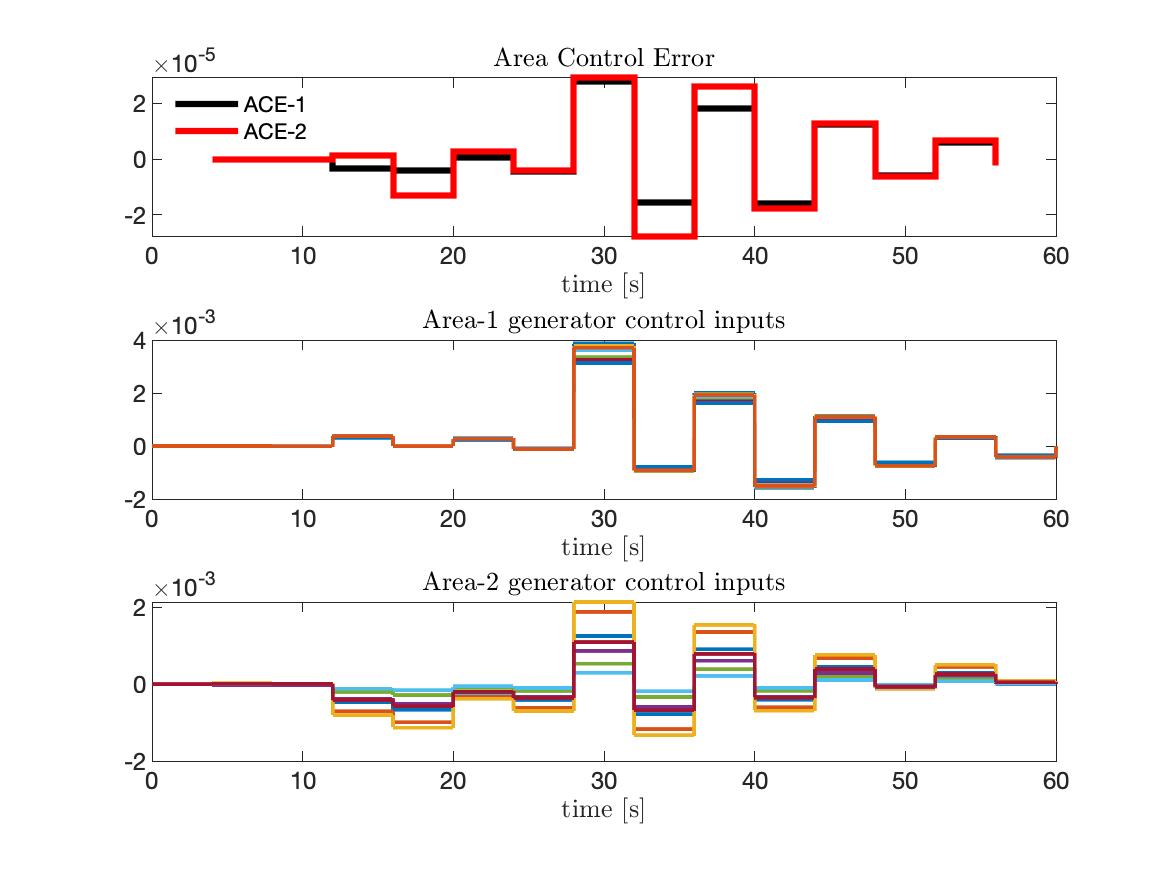 ×10-5
Area Control Error
2
0
-2
ACE-1
ACE-2
0 10 20 30 40 50 60
time [s]
×10-3
Area-1 generator control inputs
4
2
0
-2
0 10 20 30 40 50 60
time [s]
×10-3
Area-2 generator control inputs
2
0
-2
0 10 20 30 40 50 60
time [s]